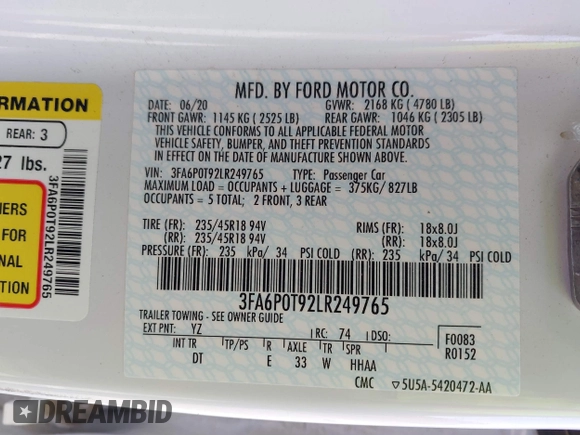 FORMATION
REAR: 3
27 lbs.
FOR
ONAL
3FA6P0T92LR249765
MFD. BY FORD MOTOR CO.
DATE: 06/20 GVWR: 2168 KG ( 4780 LB)
FRONT GAWR: 1145 KG ( 2525 LB) REAR GAWR: 1046 KG ( 2305 LB)
THIS VEHICLE CONFORMS TO ALL APPLICABLE FEDERAL MOTOR
VEHICLE SAFETY, BUMPER, AND THEFT PREVENTION STANDARDS
IN EFFECT ON THE DATE OF MANUFACTURE SHOWN ABOVE.
VIN: 3FA6P0T92LR249765 TYPE: Passenger Car
MAXIMUM LOAD = OCCUPANTS + LUGGAGE = 375KG/ 827LB
OCCUPANTS = 5 TOTAL; 2 FRONT, 3 REAR
TIRE (FR): 235/45R18 94V RIMS (FR): 18x8.0J
(RR): 235/45R18 94V (RR): 18x8.0J
PRESSURE (FR): 235 kPa/ 34 PSI COLD (RR): 235 kPa/ 34 PSI COLD
3FA6P0T92LR249765
TRAILER TOWING - SEE OWNER GUIDE
EXT PNT: YZ RC: 74 DSO: F0083
INT TR TP/PS R AXLE TR SPR R0152
DT E 33 W HHAA
CMC ▽5U5A-5420472-AA
DREAMBID